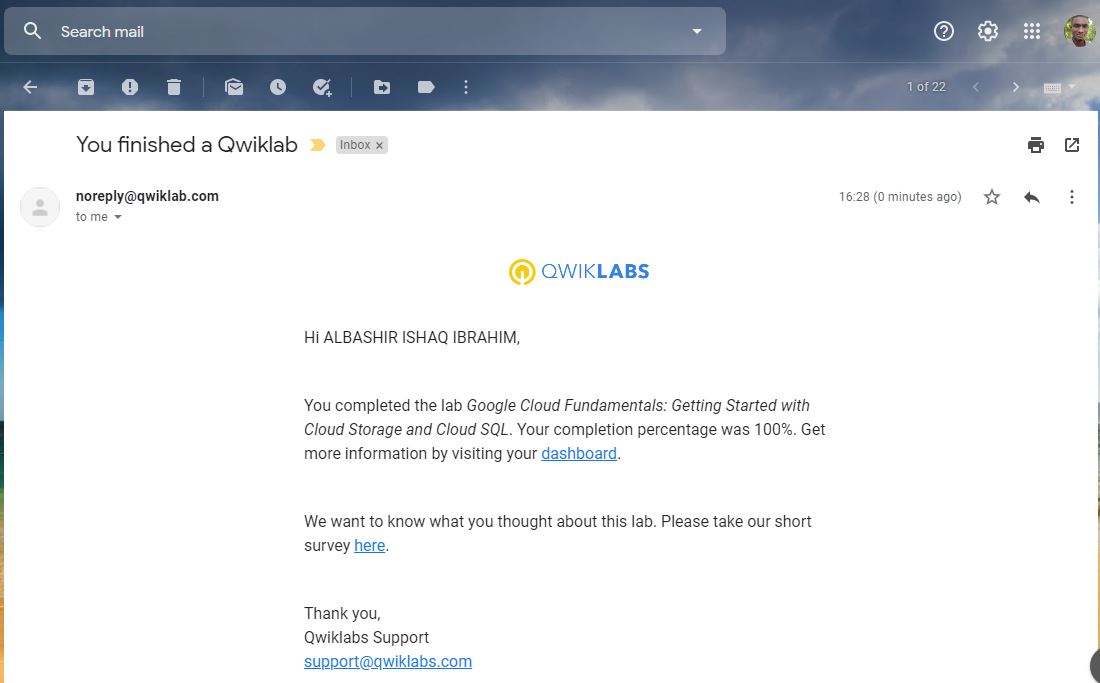 Search mail
1 of 22
You finished a Qwiklab Inbox ×
noreply@qwiklab.com 16:28 (0 minutes ago)
to me
QWIKLABS
Hi ALBASHIR ISHAQ IBRAHIM,
You completed the lab Google Cloud Fundamentals: Getting Started with
Cloud Storage and Cloud SQL. Your completion percentage was 100%. Get
more information by visiting your dashboard.
We want to know what you thought about this lab. Please take our short
survey here.
Thank you,
Qwiklabs Support
support@qwiklabs.com